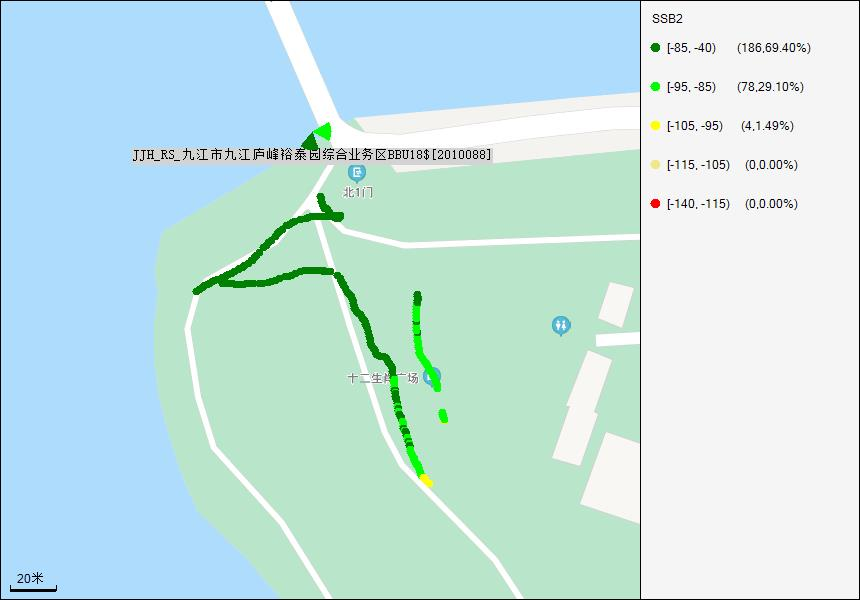 SSB2
[-85, -40) (186,69.40%)
[-95, -85) (78,29.10%)
[-105, -95) (4,1.49%)
[-115, -105) (0,0.00%)
[-140, -115) (0,0.00%)
JJH_RS_九江市九江庐峰裕泰园综合业务区BBU18$[2010088]
北1门
十二生肖广场
20米